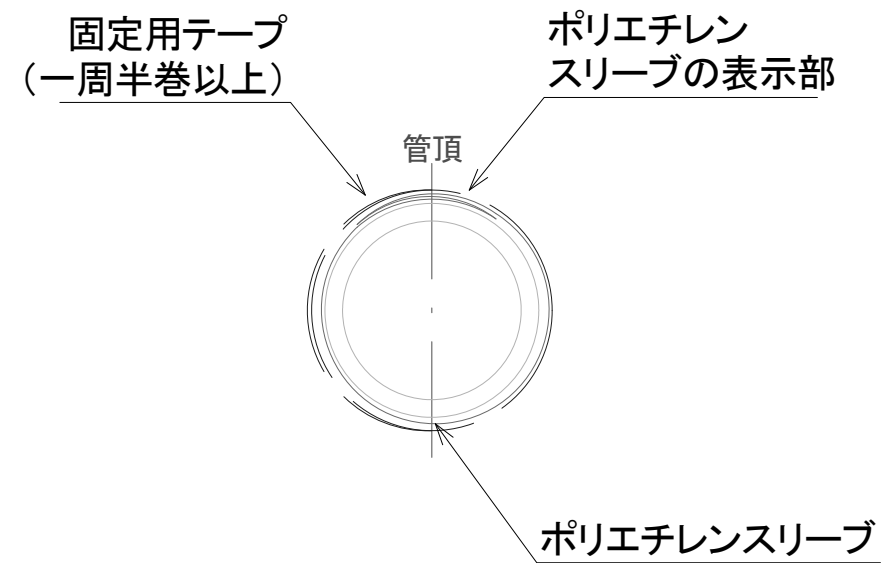 固定用テープ
（一周半巻以上）
ポリエチレン
スリーブの表示部
管頂
ポリエチレンスリーブ